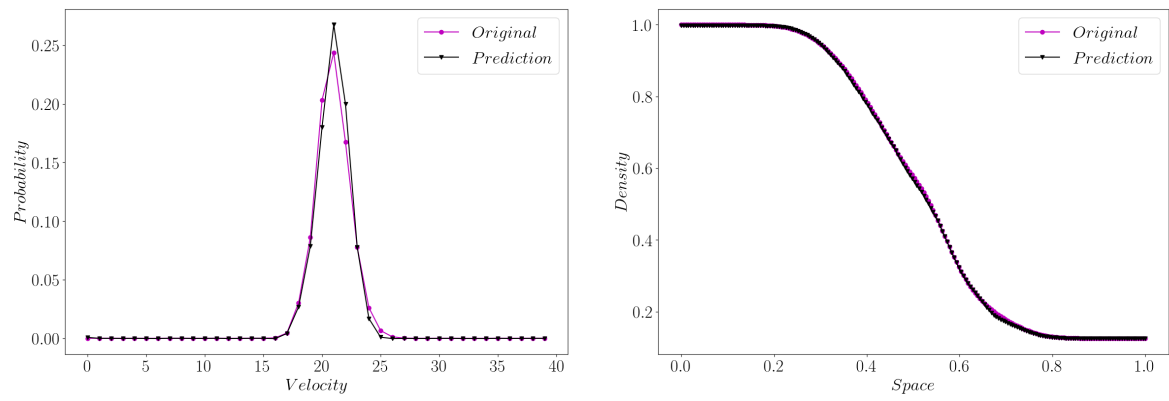 0.25
0.20
0.15
0.10
0.05
0.00
Probability
0 5 10 15 20 25 30 35 40
Velocity
Original
Prediction
1.0
0.8
0.6
0.4
0.2
Density
0.0 0.2 0.4 0.6 0.8 1.0
Space
Original
Prediction